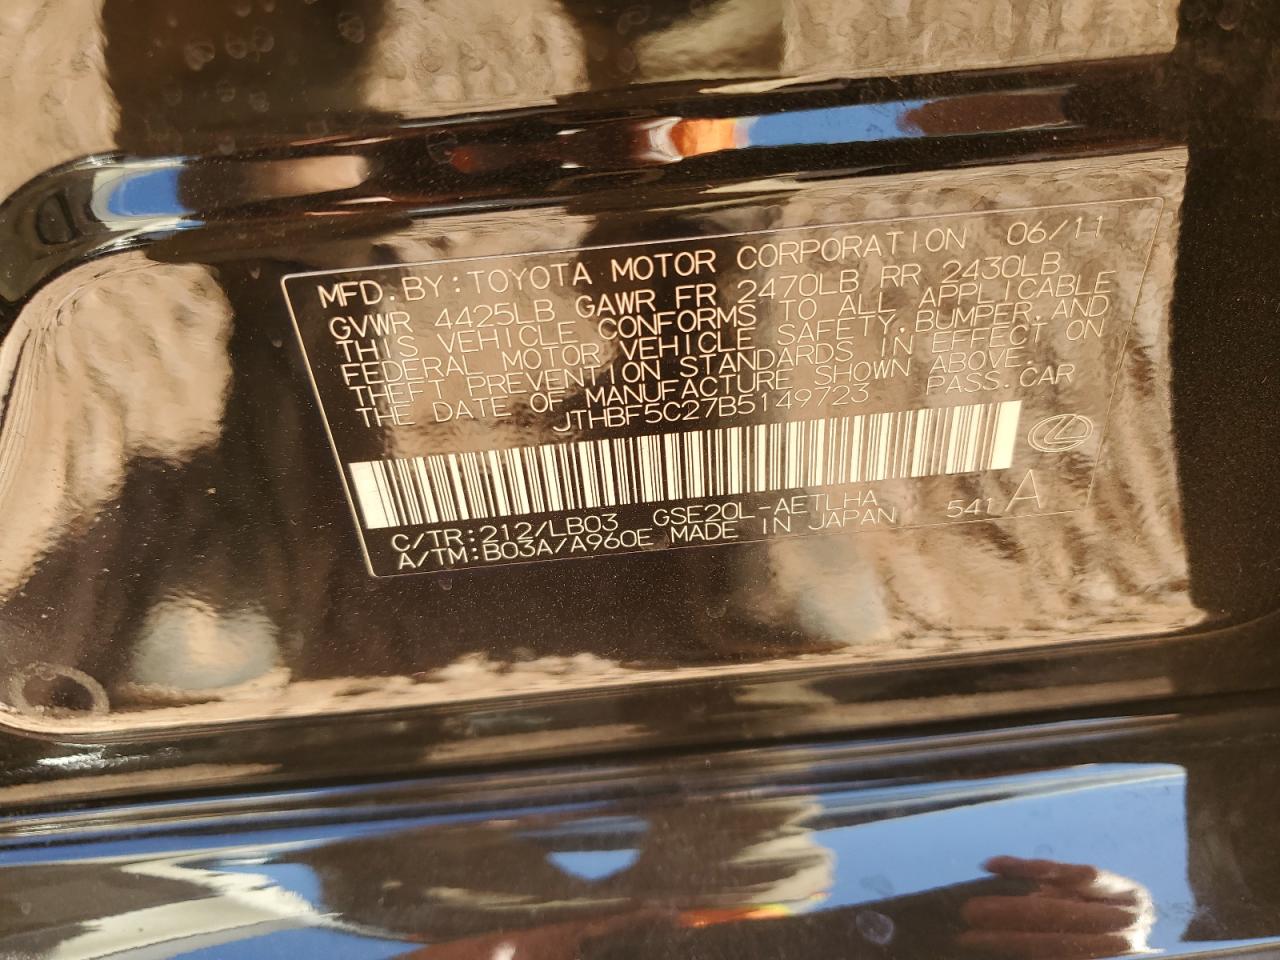 MFD. BY: TOYOTA MOTOR CORPORATION 06/11
GVWR 4425LB GAWR FR 2470LB RR 2430LB
THIS VEHICLE CONFORMS TO ALL APPLICABLE
FEDERAL MOTOR VEHICLE SAFETY, BUMPER, AND
THEFT PREVENTION STANDARDS IN EFFECT ON
THE DATE OF MANUFACTURE SHOWN ABOVE.
JTHBF5C27B5149723 PASS. CAR
C/TR: 212/LB03 GSE20L-AETLHA
A/TM: B03A/A960E MADE IN JAPAN 541 A